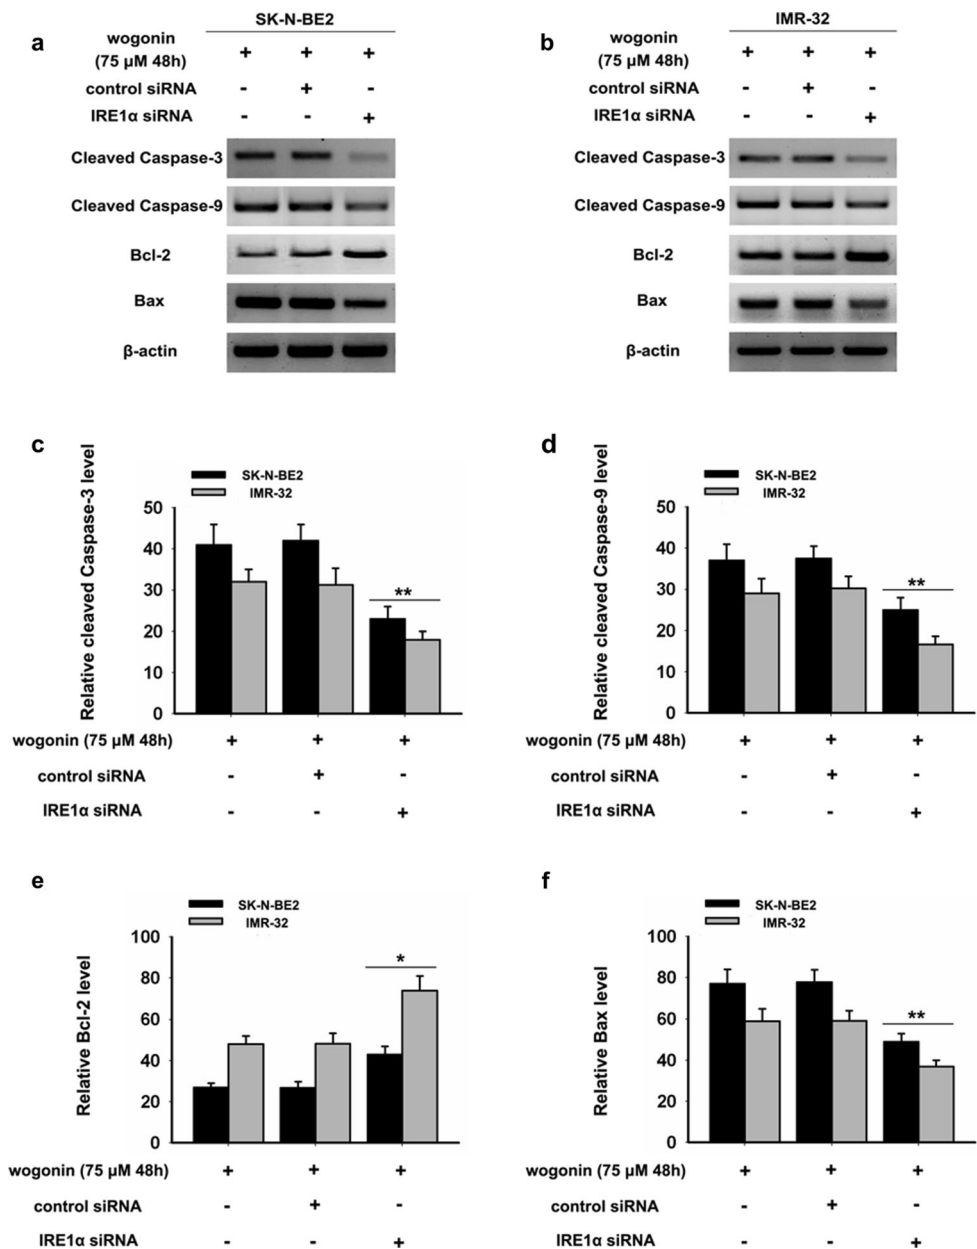 a
SK-N-BE2
wogonin
(75 µM 48h)
+ + +
control siRNA - + -
IRE1α siRNA - - +
Cleaved Caspase-3
Cleaved Caspase-9
Bcl-2
Bax
β-actin
b
IMR-32
wogonin
(75 µM 48h)
+ + +
control siRNA - + -
IRE1α siRNA - - +
Cleaved Caspase-3
Cleaved Caspase-9
Bcl-2
Bax
β-actin
c
Relative cleaved Caspase-3 level
SK-N-BE2
IMR-32
50
40
30
20
10
0
**
wogonin (75 µM 48h) + + +
control siRNA - + -
IRE1α siRNA - - +
d
Relative cleaved Caspase-9 level
SK-N-BE2
IMR-32
50
40
30
20
10
0
**
wogonin (75 µM 48h) + + +
control siRNA - + -
IRE1α siRNA - - +
e
Relative Bcl-2 level
SK-N-BE2
IMR-32
100
80
60
40
20
0
*
wogonin (75 µM 48h) + + +
control siRNA - + -
IRE1α siRNA - - +
f
Relative Bax level
SK-N-BE2
IMR-32
100
80
60
40
20
0
**
wogonin (75 µM 48h) + + +
control siRNA - + -
IRE1α siRNA - - +